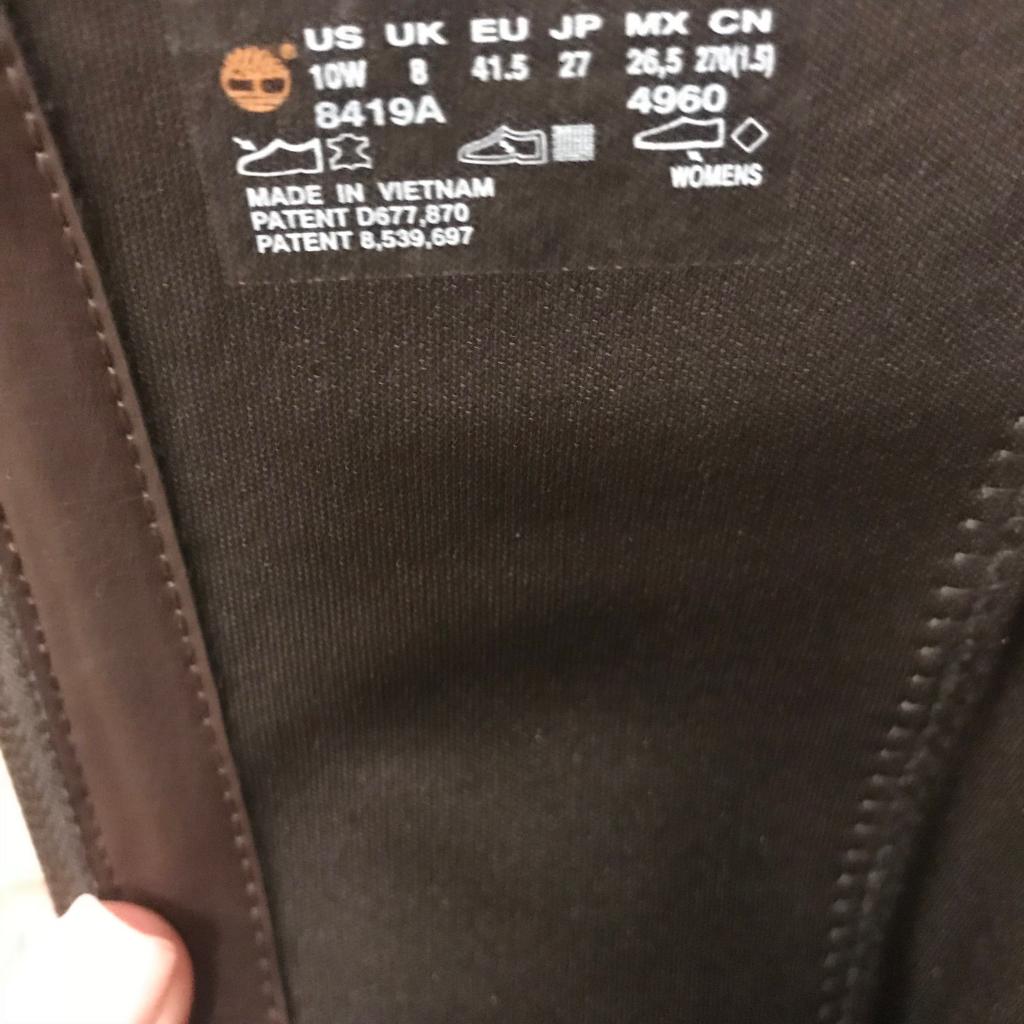 US UK EU JP MX CN
10W 8 41.5 27 26,5 270(1.5)
8419A 4960
WOMENS
MADE IN VIETNAM
PATENT D677,870
PATENT 8,539,697